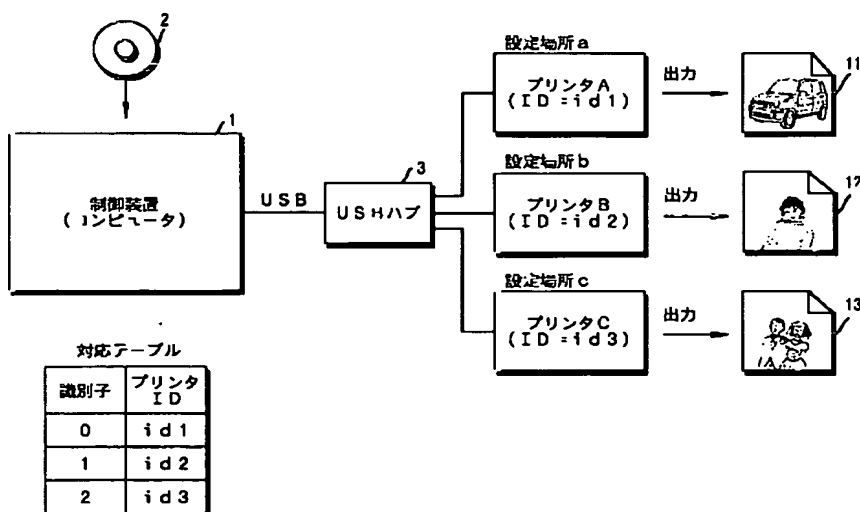 2
1
制御装置
(コンピュータ)
USB
3
USBハブ
設定場所a
プリンタA
(ID=id1)
出力
11
設定場所b
プリンタB
(ID=id2)
出力
12
設定場所c
プリンタC
(ID=id3)
出力
13
対応テーブル
識別子 プリンタ
ID
0 id1
1 id2
2 id3